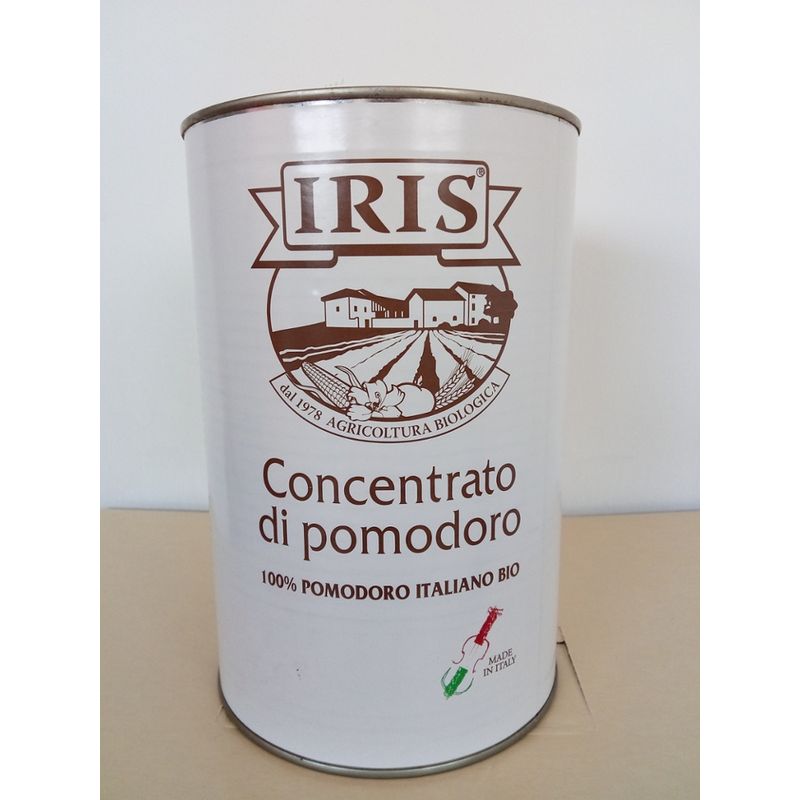 IRIS®
dal 1978 AGRICOLTURA BIOLOGICA
Concentrato
di pomodoro
100% POMODORO ITALIANO BIO
MADE
IN ITALY